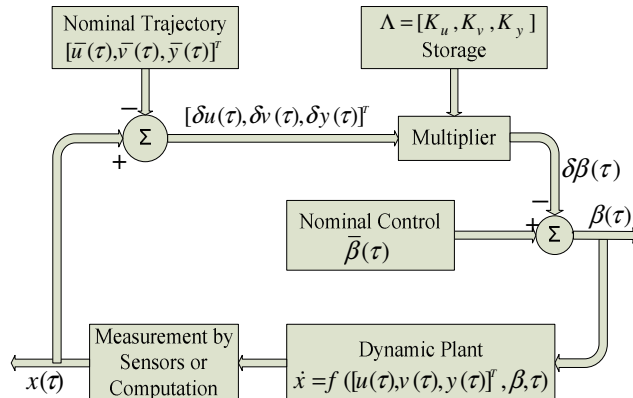 Nominal Trajectory
[u̅(τ),v̅(τ),y̅(τ)]ᵀ
Λ=[K_u,K_v,K_y]
Storage
−
Σ
+
[δu(τ),δv(τ),δy(τ)]ᵀ
Multiplier
δβ(τ)
−
Nominal Control
β̅(τ)
+
Σ
β(τ)
Measurement by
Sensors or
Computation
x(τ)
Dynamic Plant
ẋ=f([u(τ),v(τ),y(τ)]ᵀ,β,τ)